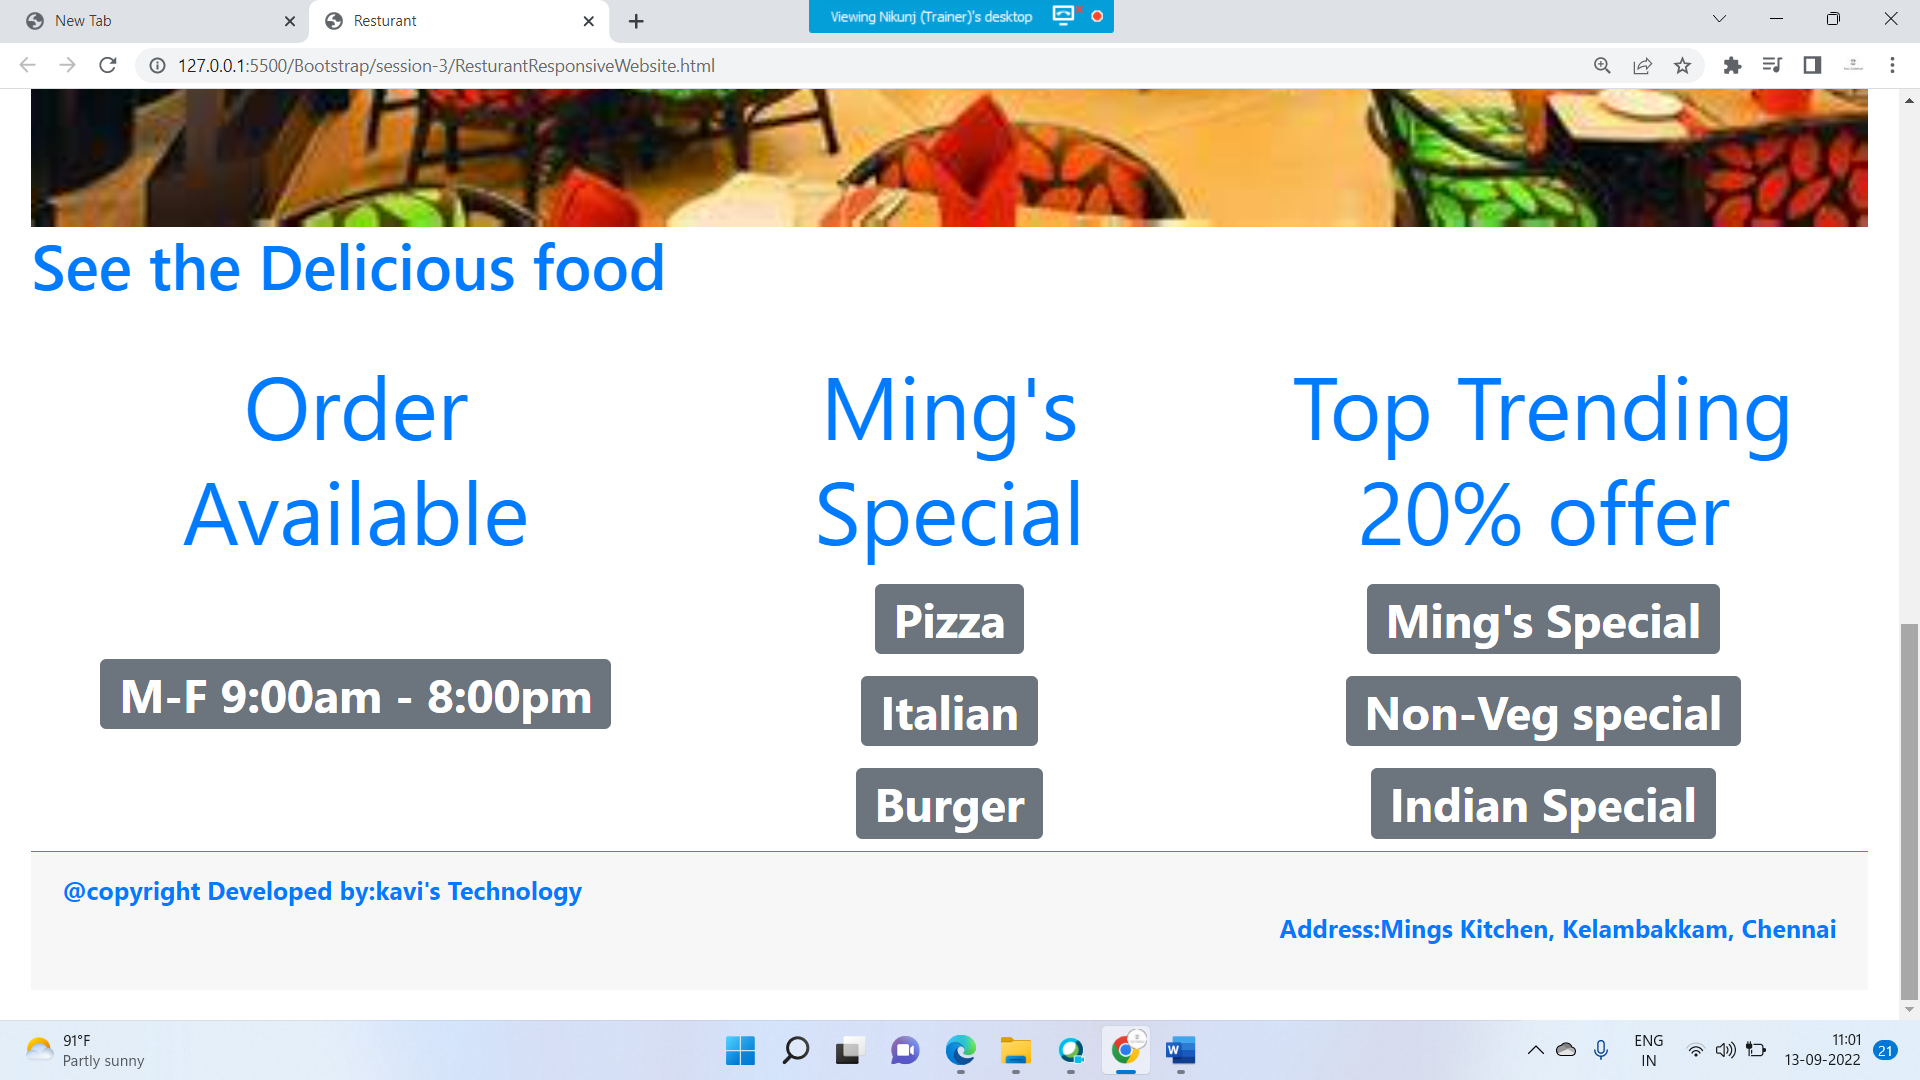 New Tab
Resturant
Viewing Nikunj (Trainer)'s desktop
127.0.0.1:5500/Bootstrap/session-3/ResturantResponsiveWebsite.html
See the Delicious food
Order
Available
M-F 9:00am - 8:00pm
Ming's
Special
Pizza
Italian
Burger
Top Trending
20% offer
Ming's Special
Non-Veg special
Indian Special
@copyright Developed by:kavi's Technology
Address:Mings Kitchen, Kelambakkam, Chennai
91°F
Partly sunny
W
ENG
IN
11:01
13-09-2022
21